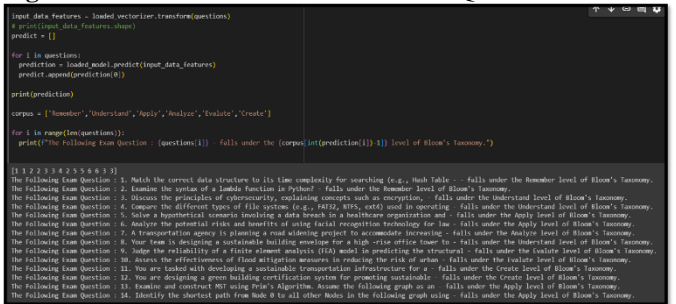 input_data_features = loaded_vectorizer.transform(questions)
# print(input_data_features.shape)
predict = []
for i in questions:
prediction = loaded_model.predict(input_data_features)
predict.append(prediction[0])
print(prediction)
corpus = ['Remember','Understand','Apply','Analyze','Evalute','Create']
for i in range(len(questions)):
print(f"The Following Exam Question : {questions[i]} - falls under the {corpus[int(prediction[i])-1]} level of Bloom's Taxonomy.")
[1 1 2 2 3 3 4 2 5 5 6 6 3 3]
The Following Exam Question : 1. Match the correct data structure to its time complexity for searching (e.g., Hash Table - - falls under the Remember level of Bloom's Taxonomy.
The Following Exam Question : 2. Examine the syntax of a lambda function in Python? - falls under the Remember level of Bloom's Taxonomy.
The Following Exam Question : 3. Discuss the principles of cybersecurity, explaining concepts such as encryption, - falls under the Understand level of Bloom's Taxonomy.
The Following Exam Question : 4. Compare the different types of file systems (e.g., FAT32, NTFS, ext4) used in operating - falls under the Understand level of Bloom's Taxonomy.
The Following Exam Question : 5. Solve a hypothetical scenario involving a data breach in a healthcare organization and - falls under the Apply level of Bloom's Taxonomy.
The Following Exam Question : 6. Analyze the potential risks and benefits of using facial recognition technology for law - falls under the Apply level of Bloom's Taxonomy.
The Following Exam Question : 7. A transportation agency is planning a road widening project to accommodate increasing - falls under the Analyze level of Bloom's Taxonomy.
The Following Exam Question : 8. Your team is designing a sustainable building envelope for a high -rise office tower to - falls under the Understand level of Bloom's Taxonomy.
The Following Exam Question : 9. Judge the reliability of a finite element analysis (FEA) model in predicting the structural - falls under the Evalute level of Bloom's Taxonomy.
The Following Exam Question : 10. Assess the effectiveness of flood mitigation measures in reducing the risk of urban - falls under the Evalute level of Bloom's Taxonomy.
The Following Exam Question : 11. You are tasked with developing a sustainable transportation infrastructure for a - falls under the Create level of Bloom's Taxonomy.
The Following Exam Question : 12. You are designing a green building certification system for promoting sustainable - falls under the Create level of Bloom's Taxonomy.
The Following Exam Question : 13. Examine and construct MST using Prim's Algorithm. Assume the following graph as an - falls under the Apply level of Bloom's Taxonomy.
The Following Exam Question : 14. Identify the shortest path from Node 0 to all other Nodes in the following graph using - falls under the Apply level of Bloom's Taxonomy.